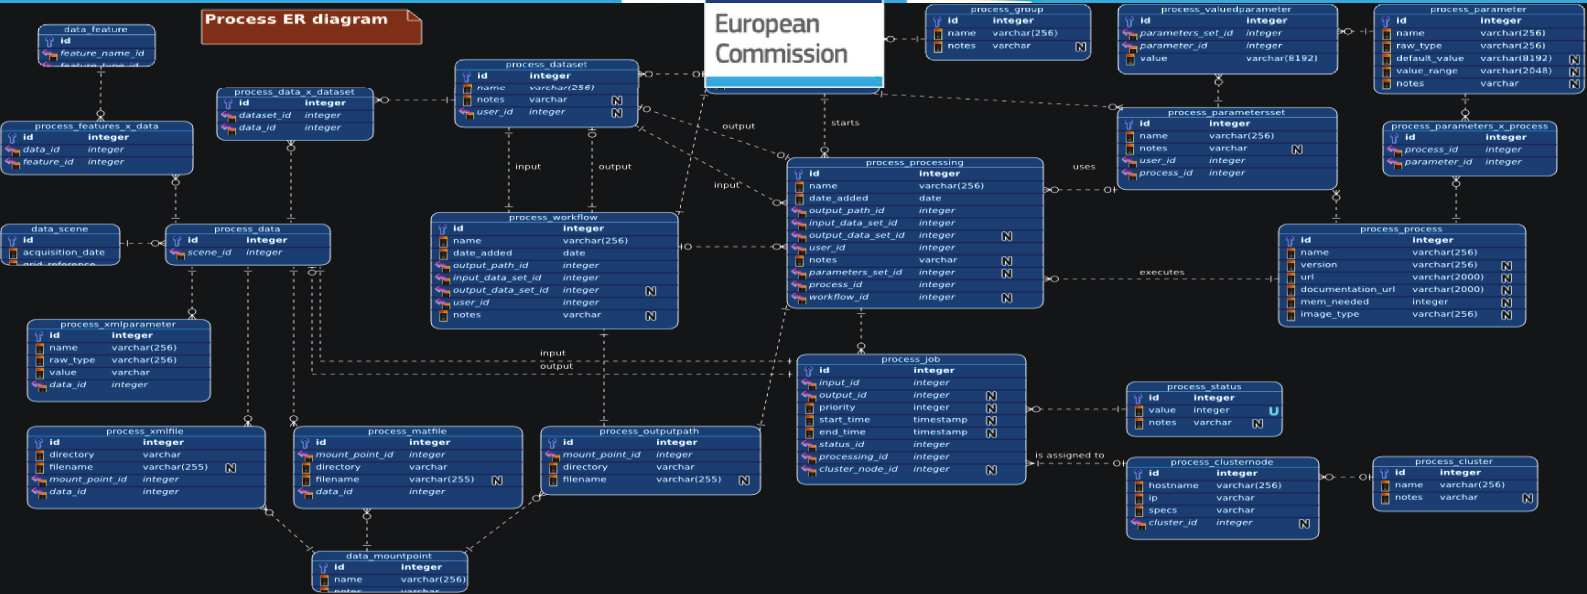 Process ER diagram
European
Commission
data_feature
id
feature_name_id
feature_type_id
process_data_x_dataset
id integer
dataset_id integer
data_id integer
process_dataset
id integer
name varchar(256)
notes varchar N
user_id integer N
process_group
id integer
name varchar(256)
notes varchar N
process_valuedparameter
id integer
parameters_set_id integer
parameter_id integer
value varchar(8192)
process_parameter
id integer
name varchar(256)
raw_type varchar(256)
default_value varchar(8192) N
value_range varchar(2048) N
notes varchar N
process_features_x_data
id integer
data_id integer
feature_id integer
output
starts
input
output
input
uses
process_parametersset
id integer
name varchar(256)
notes varchar N
user_id integer
process_id integer
process_parameters_x_process
id integer
process_id integer
parameter_id integer
process_processing
id integer
name varchar(256)
date_added date
output_path_id integer
input_data_set_id integer
output_data_set_id integer N
user_id integer
notes varchar N
parameters_set_id integer N
process_id integer
workflow_id integer N
data_scene
id
acquisition_date
grid_reference
process_data
id integer
scene_id integer
process_workflow
id integer
name varchar(256)
date_added date
output_path_id integer
input_data_set_id integer
output_data_set_id integer N
user_id integer
notes varchar N
executes
process_process
id integer
name varchar(256)
version varchar(256) N
url varchar(2000) N
documentation_url varchar(2000) N
mem_needed integer N
image_type varchar(256) N
process_xmlparameter
id integer
name varchar(256)
raw_type varchar(256)
value varchar
data_id integer
input
output
process_job
id integer
input_id integer
output_id integer N
priority integer N
start_time timestamp N
end_time timestamp N
status_id integer
processing_id integer
cluster_node_id integer N
process_status
id integer
value integer U
notes varchar N
is assigned to
process_xmlfile
id integer
directory varchar
filename varchar(255) N
mount_point_id integer
data_id integer
process_matfile
id integer
mount_point_id integer
directory varchar
filename varchar(255) N
data_id integer
process_outputpath
id integer
mount_point_id integer
directory varchar
filename varchar(255) N
process_clusternode
id integer
hostname varchar(256)
ip varchar
specs varchar
cluster_id integer N
process_cluster
id integer
name varchar(256)
notes varchar N
data_mountpoint
id integer
name varchar(256)
notes varchar